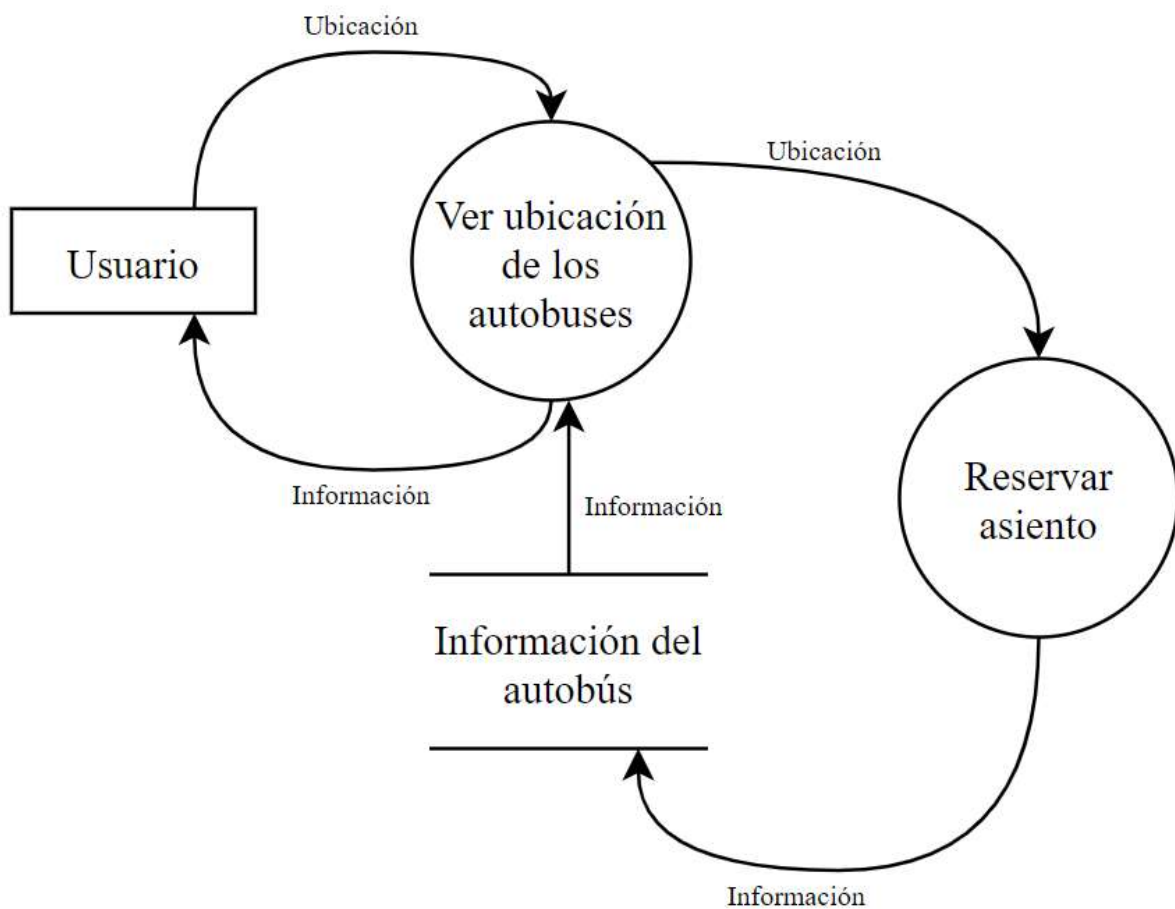 Ubicación
Ubicación
Usuario
Ver ubicación
de los
autobuses
Información
Información
Reservar
asiento
Información del
autobús
Información